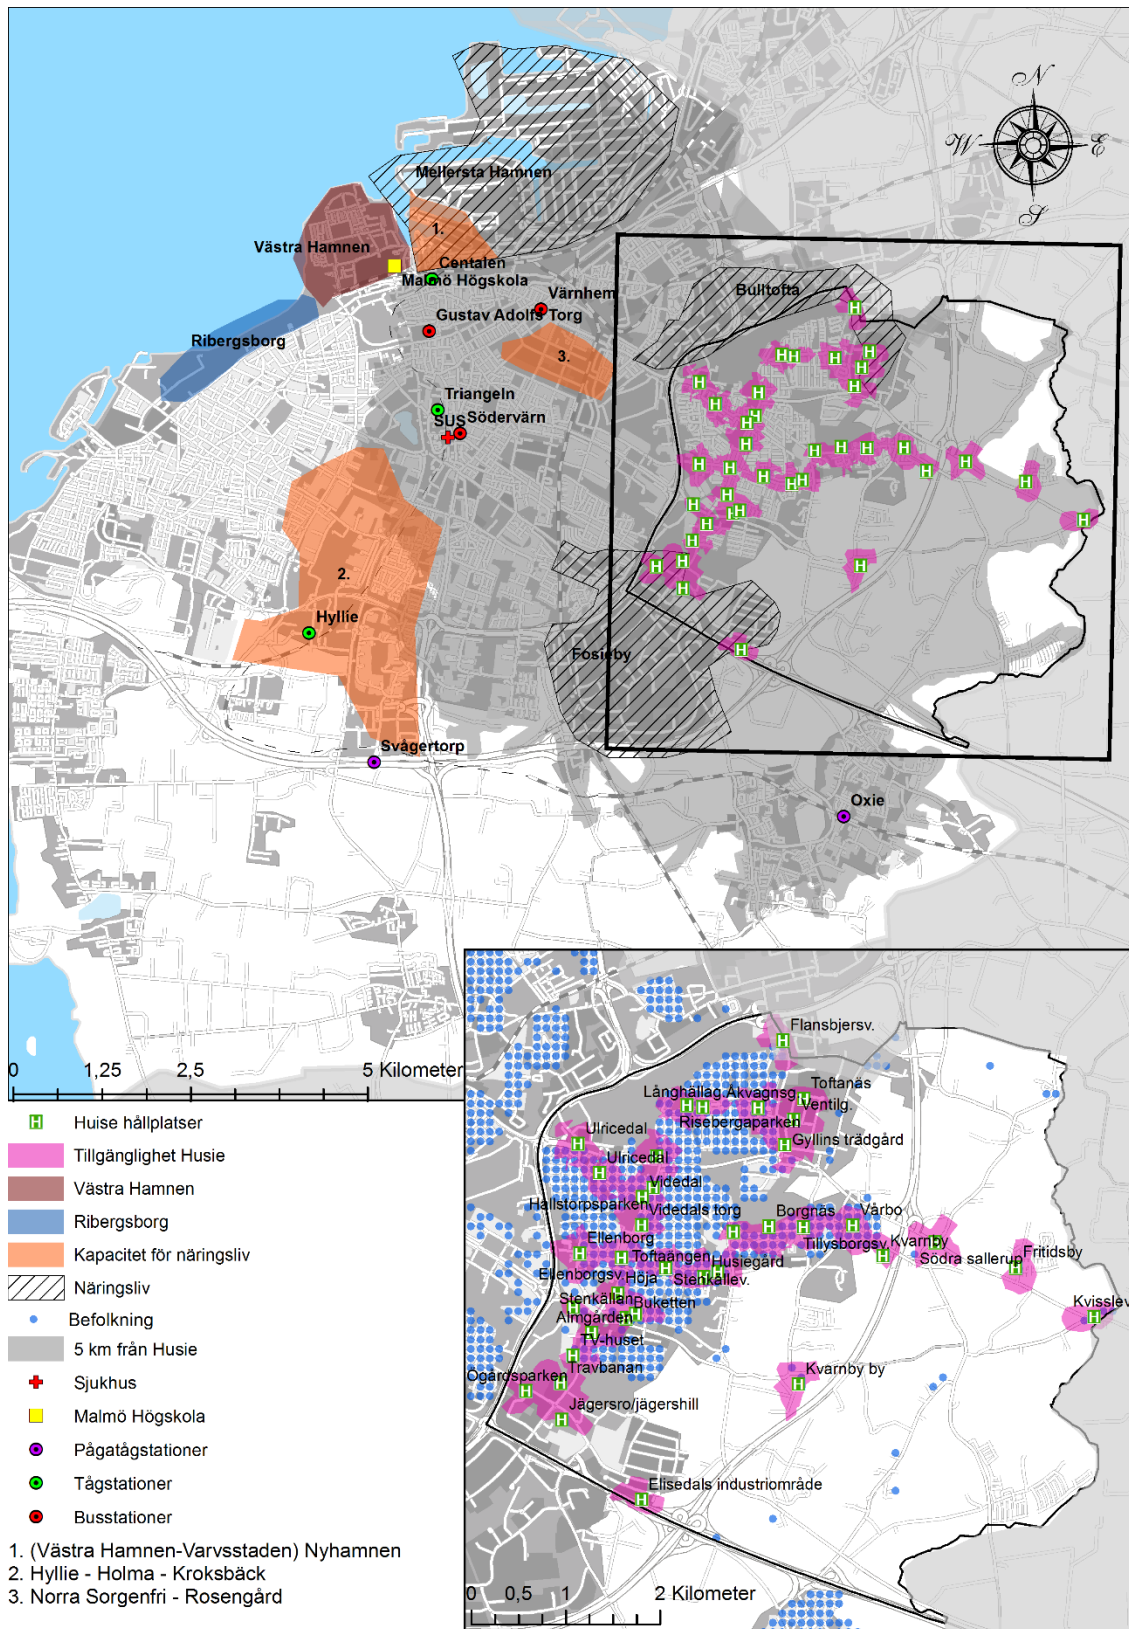 N
W
E
S
Mellersta Hamnen
1.
Västra Hamnen
Centalen
Malmö Högskola
Värnhem
Gustav Adolfs Torg
Bulltofta
Ribergsborg
3.
Triangeln
SUS
Södervärn
2.
Hyllie
Fosieby
Svågertorp
Oxie
0
1,25
2,5
5 Kilometer
Huise hållplatser
Tillgänglighet Husie
Västra Hamnen
Ribergsborg
Kapacitet för näringsliv
Näringsliv
Befolkning
5 km från Husie
Sjukhus
Malmö Högskola
Pågatågstationer
Tågstationer
Busstationer
1. (Västra Hamnen-Varvsstaden) Nyhamnen
2. Hyllie - Holma - Kroksbäck
3. Norra Sorgenfri - Rosengård
Flansbjersv.
Toftanäs
Långhällag.
Akvagnsg.
Ventilg.
Risebergaparken
Ulricedal
Gyllins trädgård
Ulricedal
Videdal
Hallstorpsparken
Videdals torg
Borgnäs
Vårbo
Ellenborg
Tillysborgsv.
Kvarnby
Toftaängen
Husiegård
Södra sallerup
Fritidsby
Ellenborgsv.
Höja
Stenkällev.
Stenkällan
Buketten
Kvisslev
Almgården
TV-huset
Travbanan
Ögårdsparken
Kvarnby by
Jägersro/jägershill
Elisedals industriområde
0
0,5
1
2 Kilometer